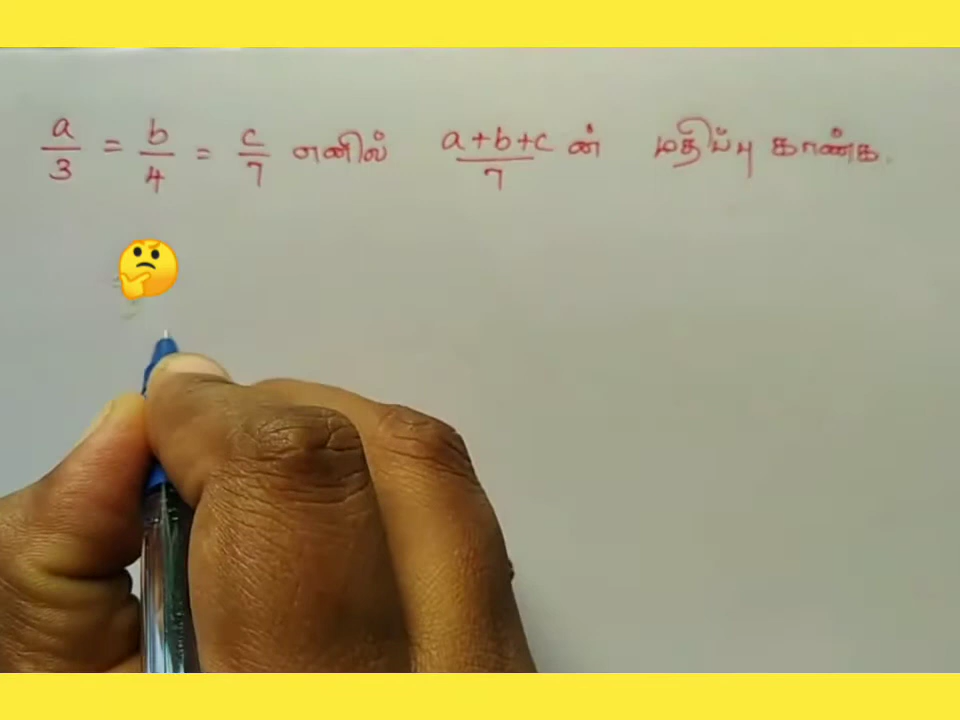 a/3 = b/4 = c/7 எனில் a+b+c/7 ன் மதிப்பு காண்க.